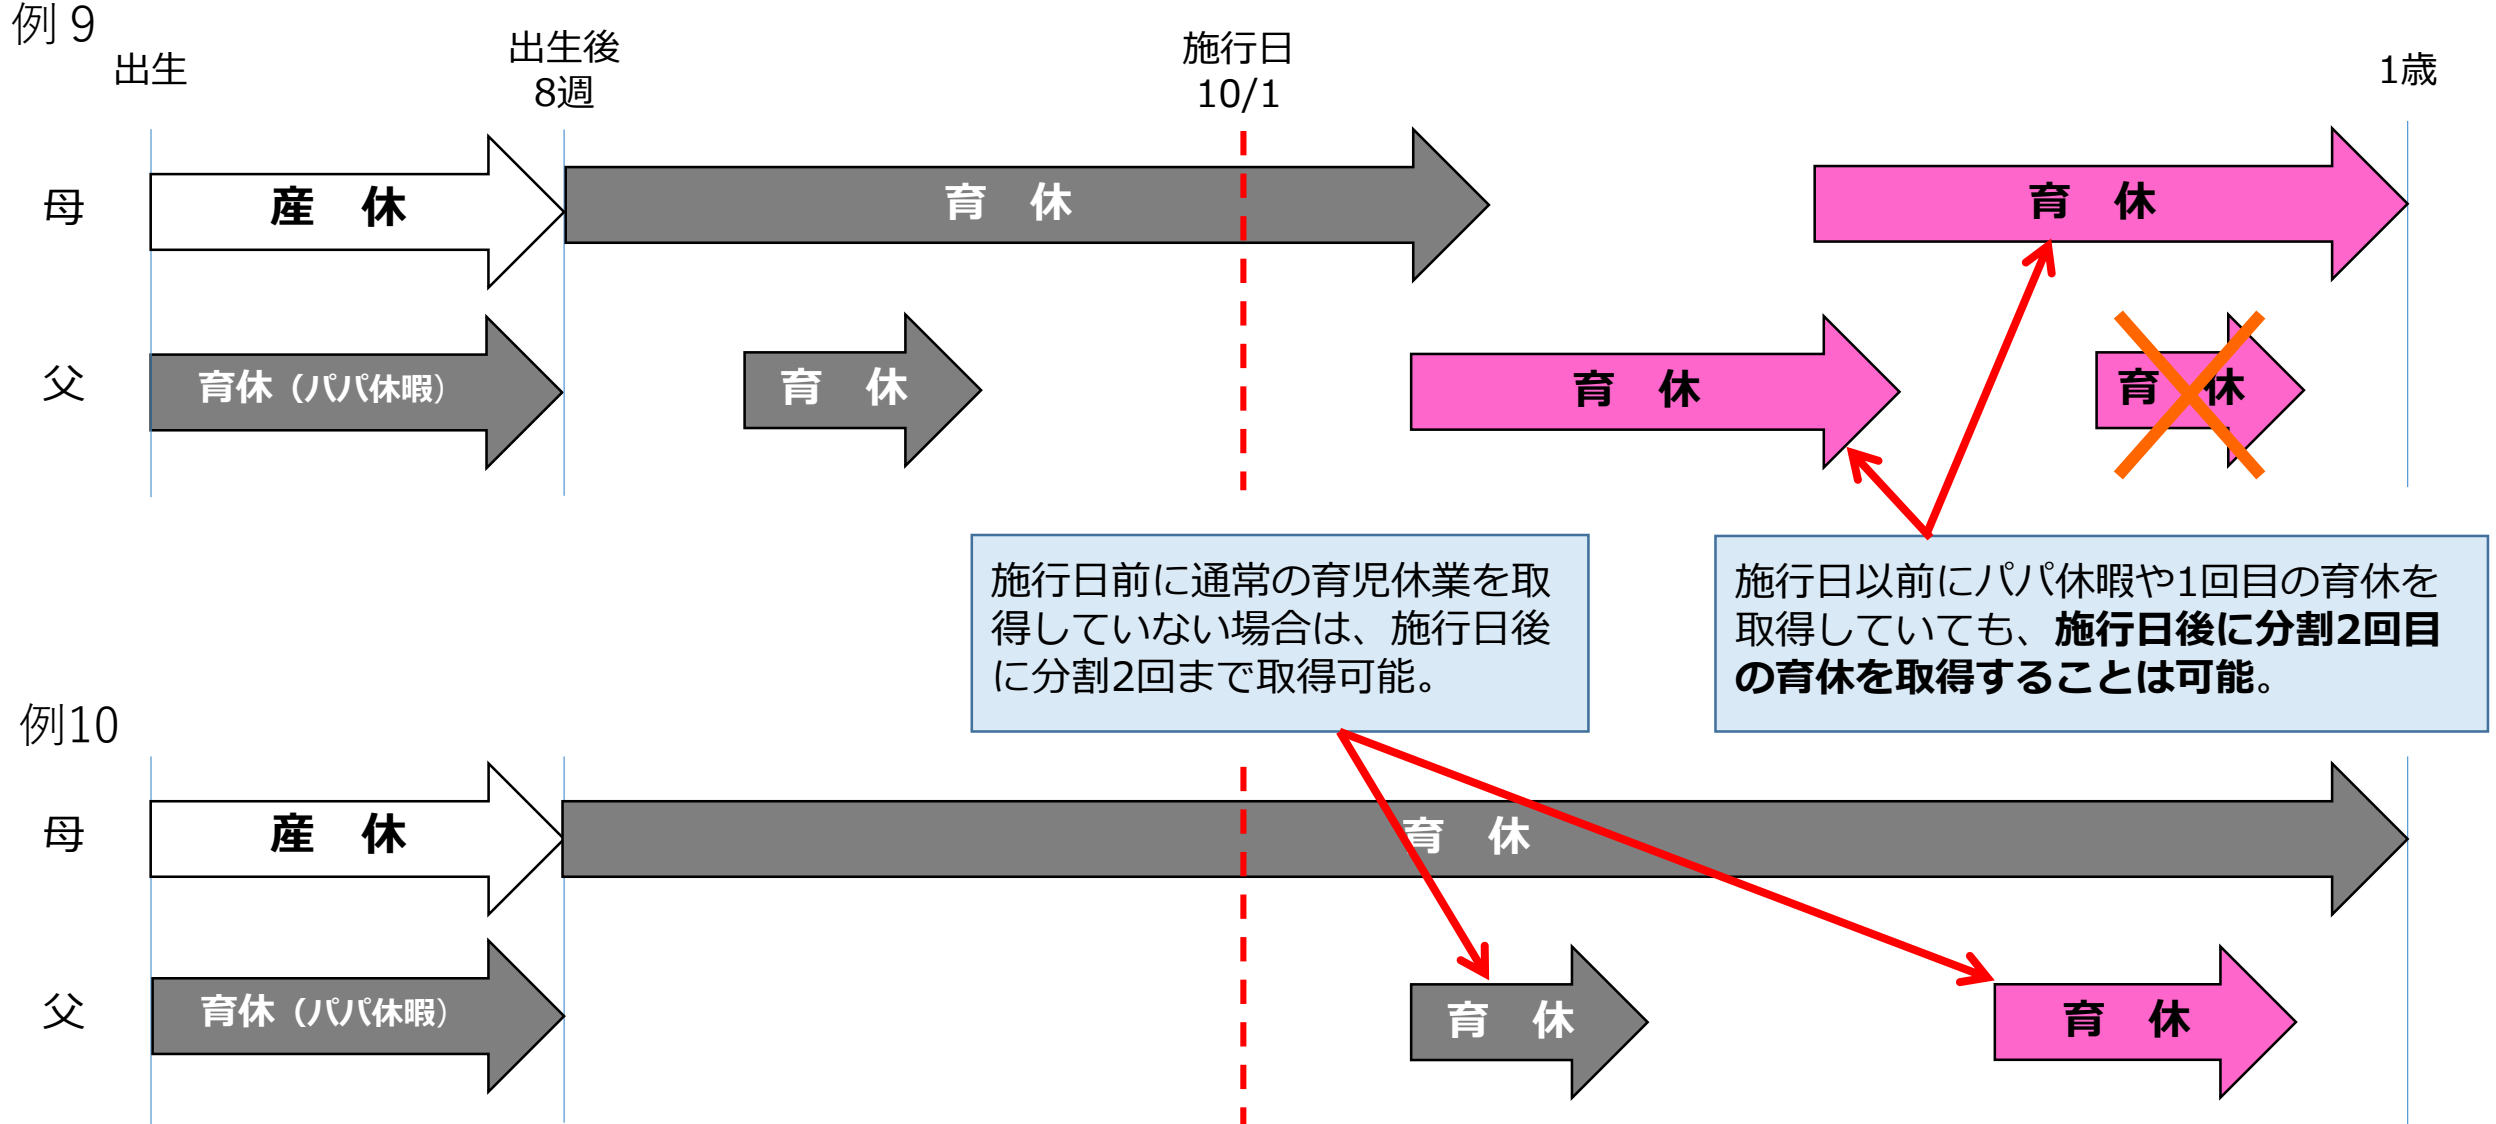 例 9
出生
出生後
8週
施行日
10/1
1歳
母
産　休
育　休
育　休
父
育休（パパ休暇）
育　休
育　休
育　休
施行日前に通常の育児休業を取
得していない場合は、施行日後
に分割2回まで取得可能。
施行日以前にパパ休暇や1回目の育休を
取得していても、施行日後に分割2回目
の育休を取得することは可能。
例10
母
産　休
育　休
父
育休（パパ休暇）
育　休
育　休